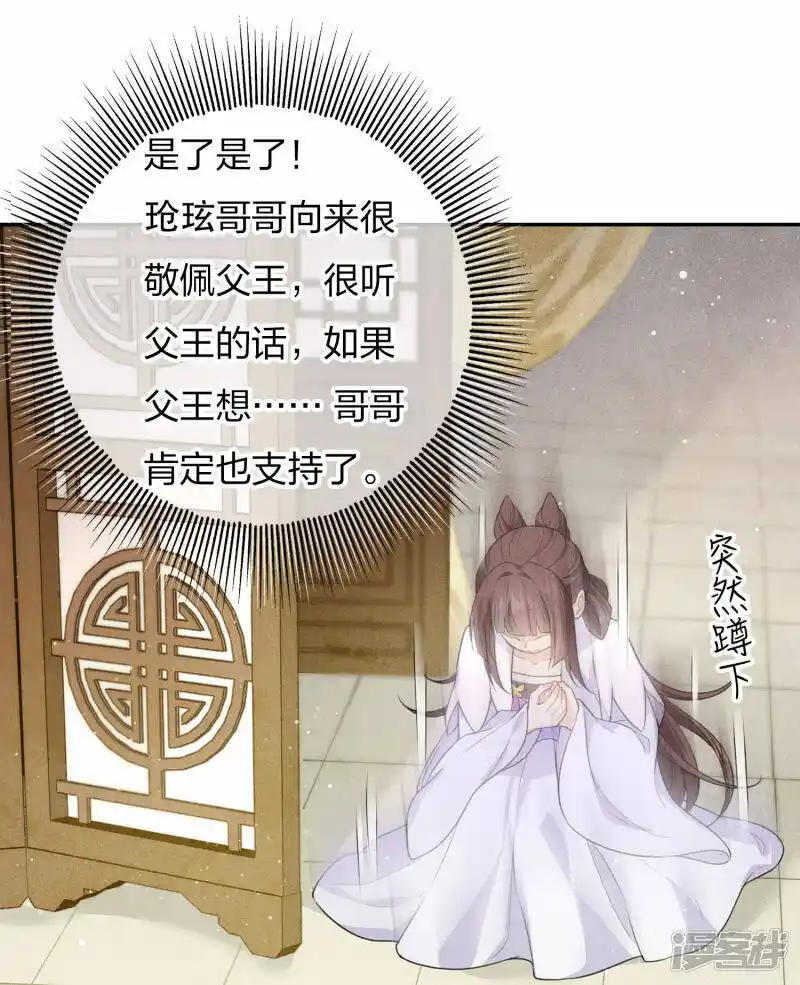 是了是了！
玱玹哥哥向来很
敬佩父王，很听
父王的话，如果
父王想……哥哥
肯定也支持了。
突然蹲下
漫客栈